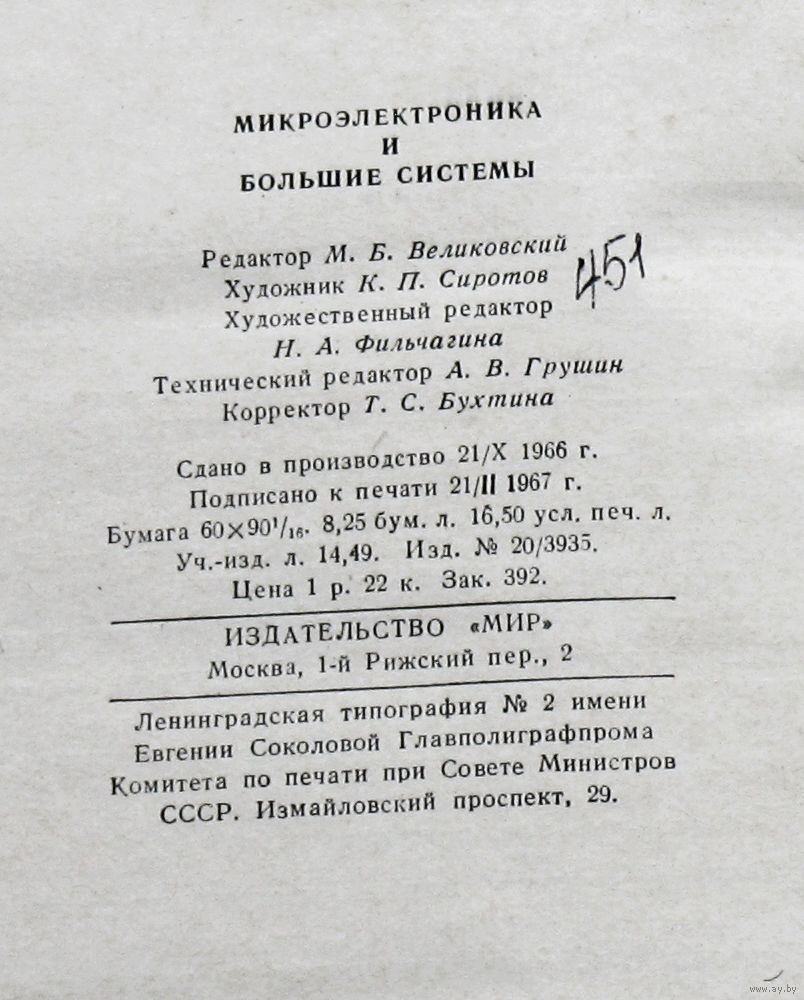 МИКРОЭЛЕКТРОНИКА
И
БОЛЬШИЕ СИСТЕМЫ
Редактор М. Б. Великовский
Художник К. П. Сиротов
451
Художественный редактор
Н. А. Фильчагина
Технический редактор А. В. Грушин
Корректор Т. С. Бухтина
Сдано в производство 21/X 1966 г.
Подписано к печати 21/II 1967 г.
Бумага 60×90¹/₁₆. 8,25 бум. л. 16,50 усл. печ. л.
Уч.-изд. л. 14,49. Изд. № 20/3935.
Цена 1 р. 22 к. Зак. 392.
ИЗДАТЕЛЬСТВО «МИР»
Москва, 1-й Рижский пер., 2
Ленинградская типография № 2 имени
Евгении Соколовой Главполиграфпрома
Комитета по печати при Совете Министров
СССР. Измайловский проспект, 29.
www.ay.by